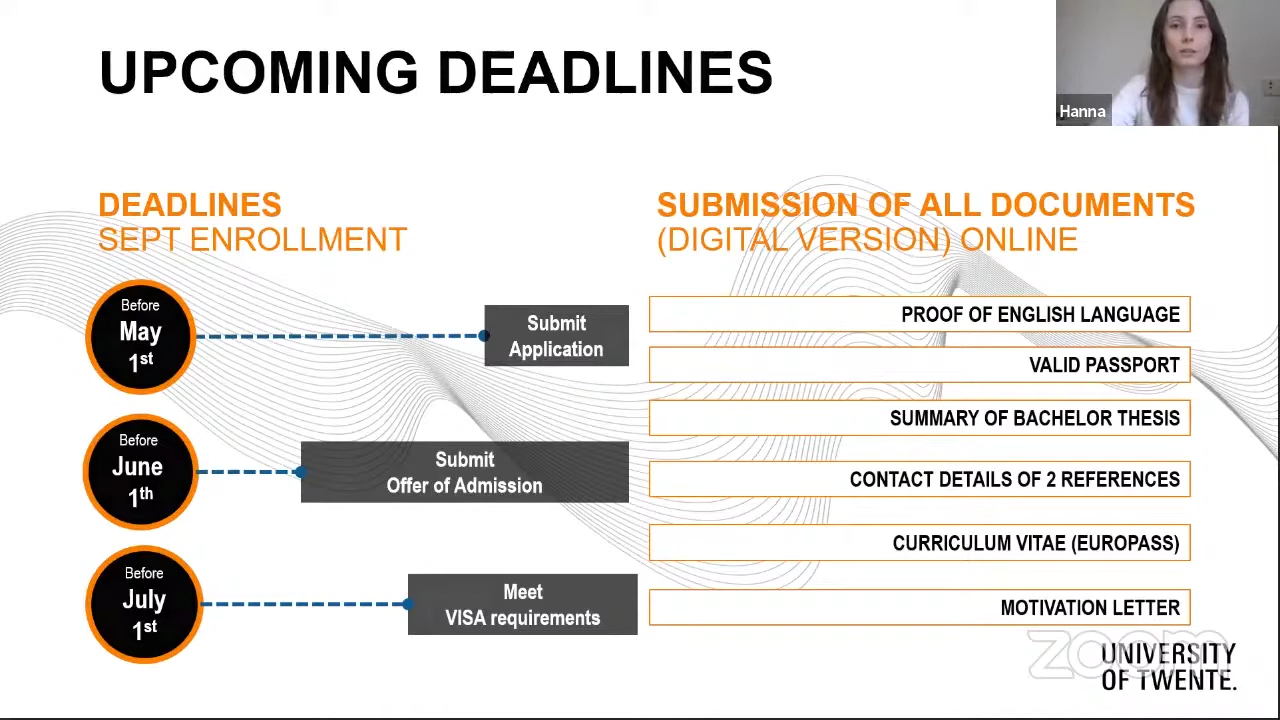 UPCOMING DEADLINES
Hanna
DEADLINES
SEPT ENROLLMENT
Before
May
1st
Submit
Application
Before
June
1th
Submit
Offer of Admission
Before
July
1st
Meet
VISA requirements
SUBMISSION OF ALL DOCUMENTS
(DIGITAL VERSION) ONLINE
PROOF OF ENGLISH LANGUAGE
VALID PASSPORT
SUMMARY OF BACHELOR THESIS
CONTACT DETAILS OF 2 REFERENCES
CURRICULUM VITAE (EUROPASS)
MOTIVATION LETTER
zoom
UNIVERSITY
OF TWENTE.